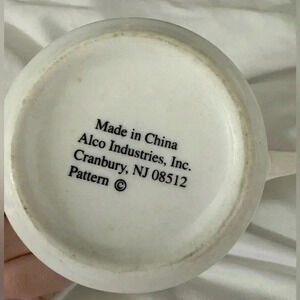 Made in China
Alco Industries, Inc.
Cranbury, NJ 08512
Pattern ©